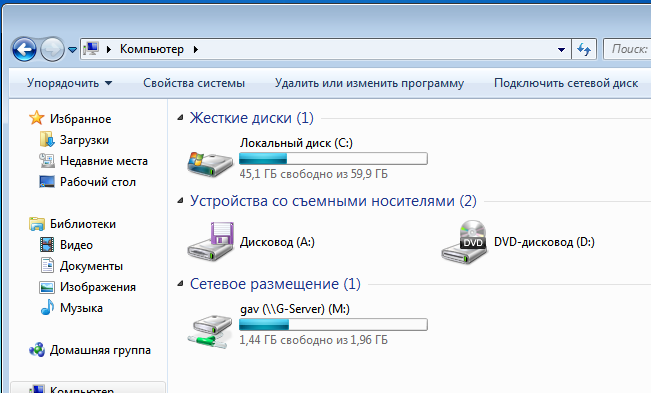 Компьютер
Поиск:
Упорядочить
Свойства системы
Удалить или изменить программу
Подключить сетевой диск
Избранное
Загрузки
Недавние места
Рабочий стол
Библиотеки
Видео
Документы
Изображения
Музыка
Домашняя группа
Компьютер
Жесткие диски (1)
Локальный диск (C:)
45,1 ГБ свободно из 59,9 ГБ
Устройства со съемными носителями (2)
Дисковод (A:)
DVD
DVD-дисковод (D:)
Сетевое размещение (1)
gav (\\G-Server) (M:)
1,44 ГБ свободно из 1,96 ГБ